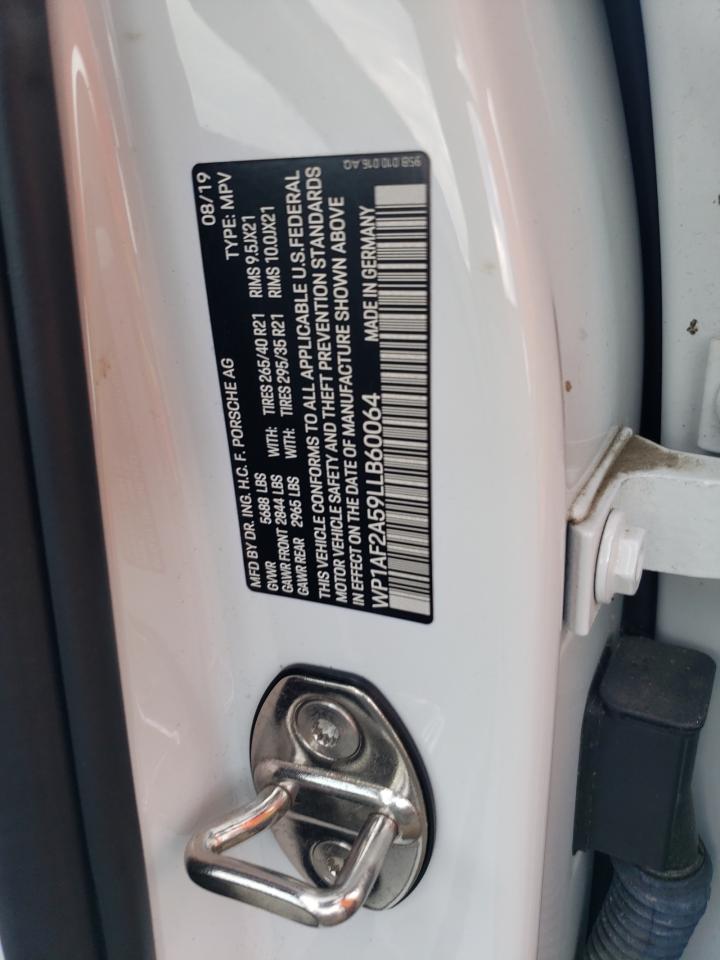 MFD BY DR. ING. H.C. F. PORSCHE AG 08/19
GVWR 5688 LBS TYPE: MPV
GAWR FRONT 2844 LBS WITH: TIRES 265/40 R21 RIMS 9.5JX21
GAWR REAR 2965 LBS WITH: TIRES 295/35 R21 RIMS 10.0JX21
THIS VEHICLE CONFORMS TO ALL APPLICABLE U.S. FEDERAL
MOTOR VEHICLE SAFETY AND THEFT PREVENTION STANDARDS
IN EFFECT ON THE DATE OF MANUFACTURE SHOWN ABOVE
WP1AF2A59LLB60064 MADE IN GERMANY
95B 010 016 AQ